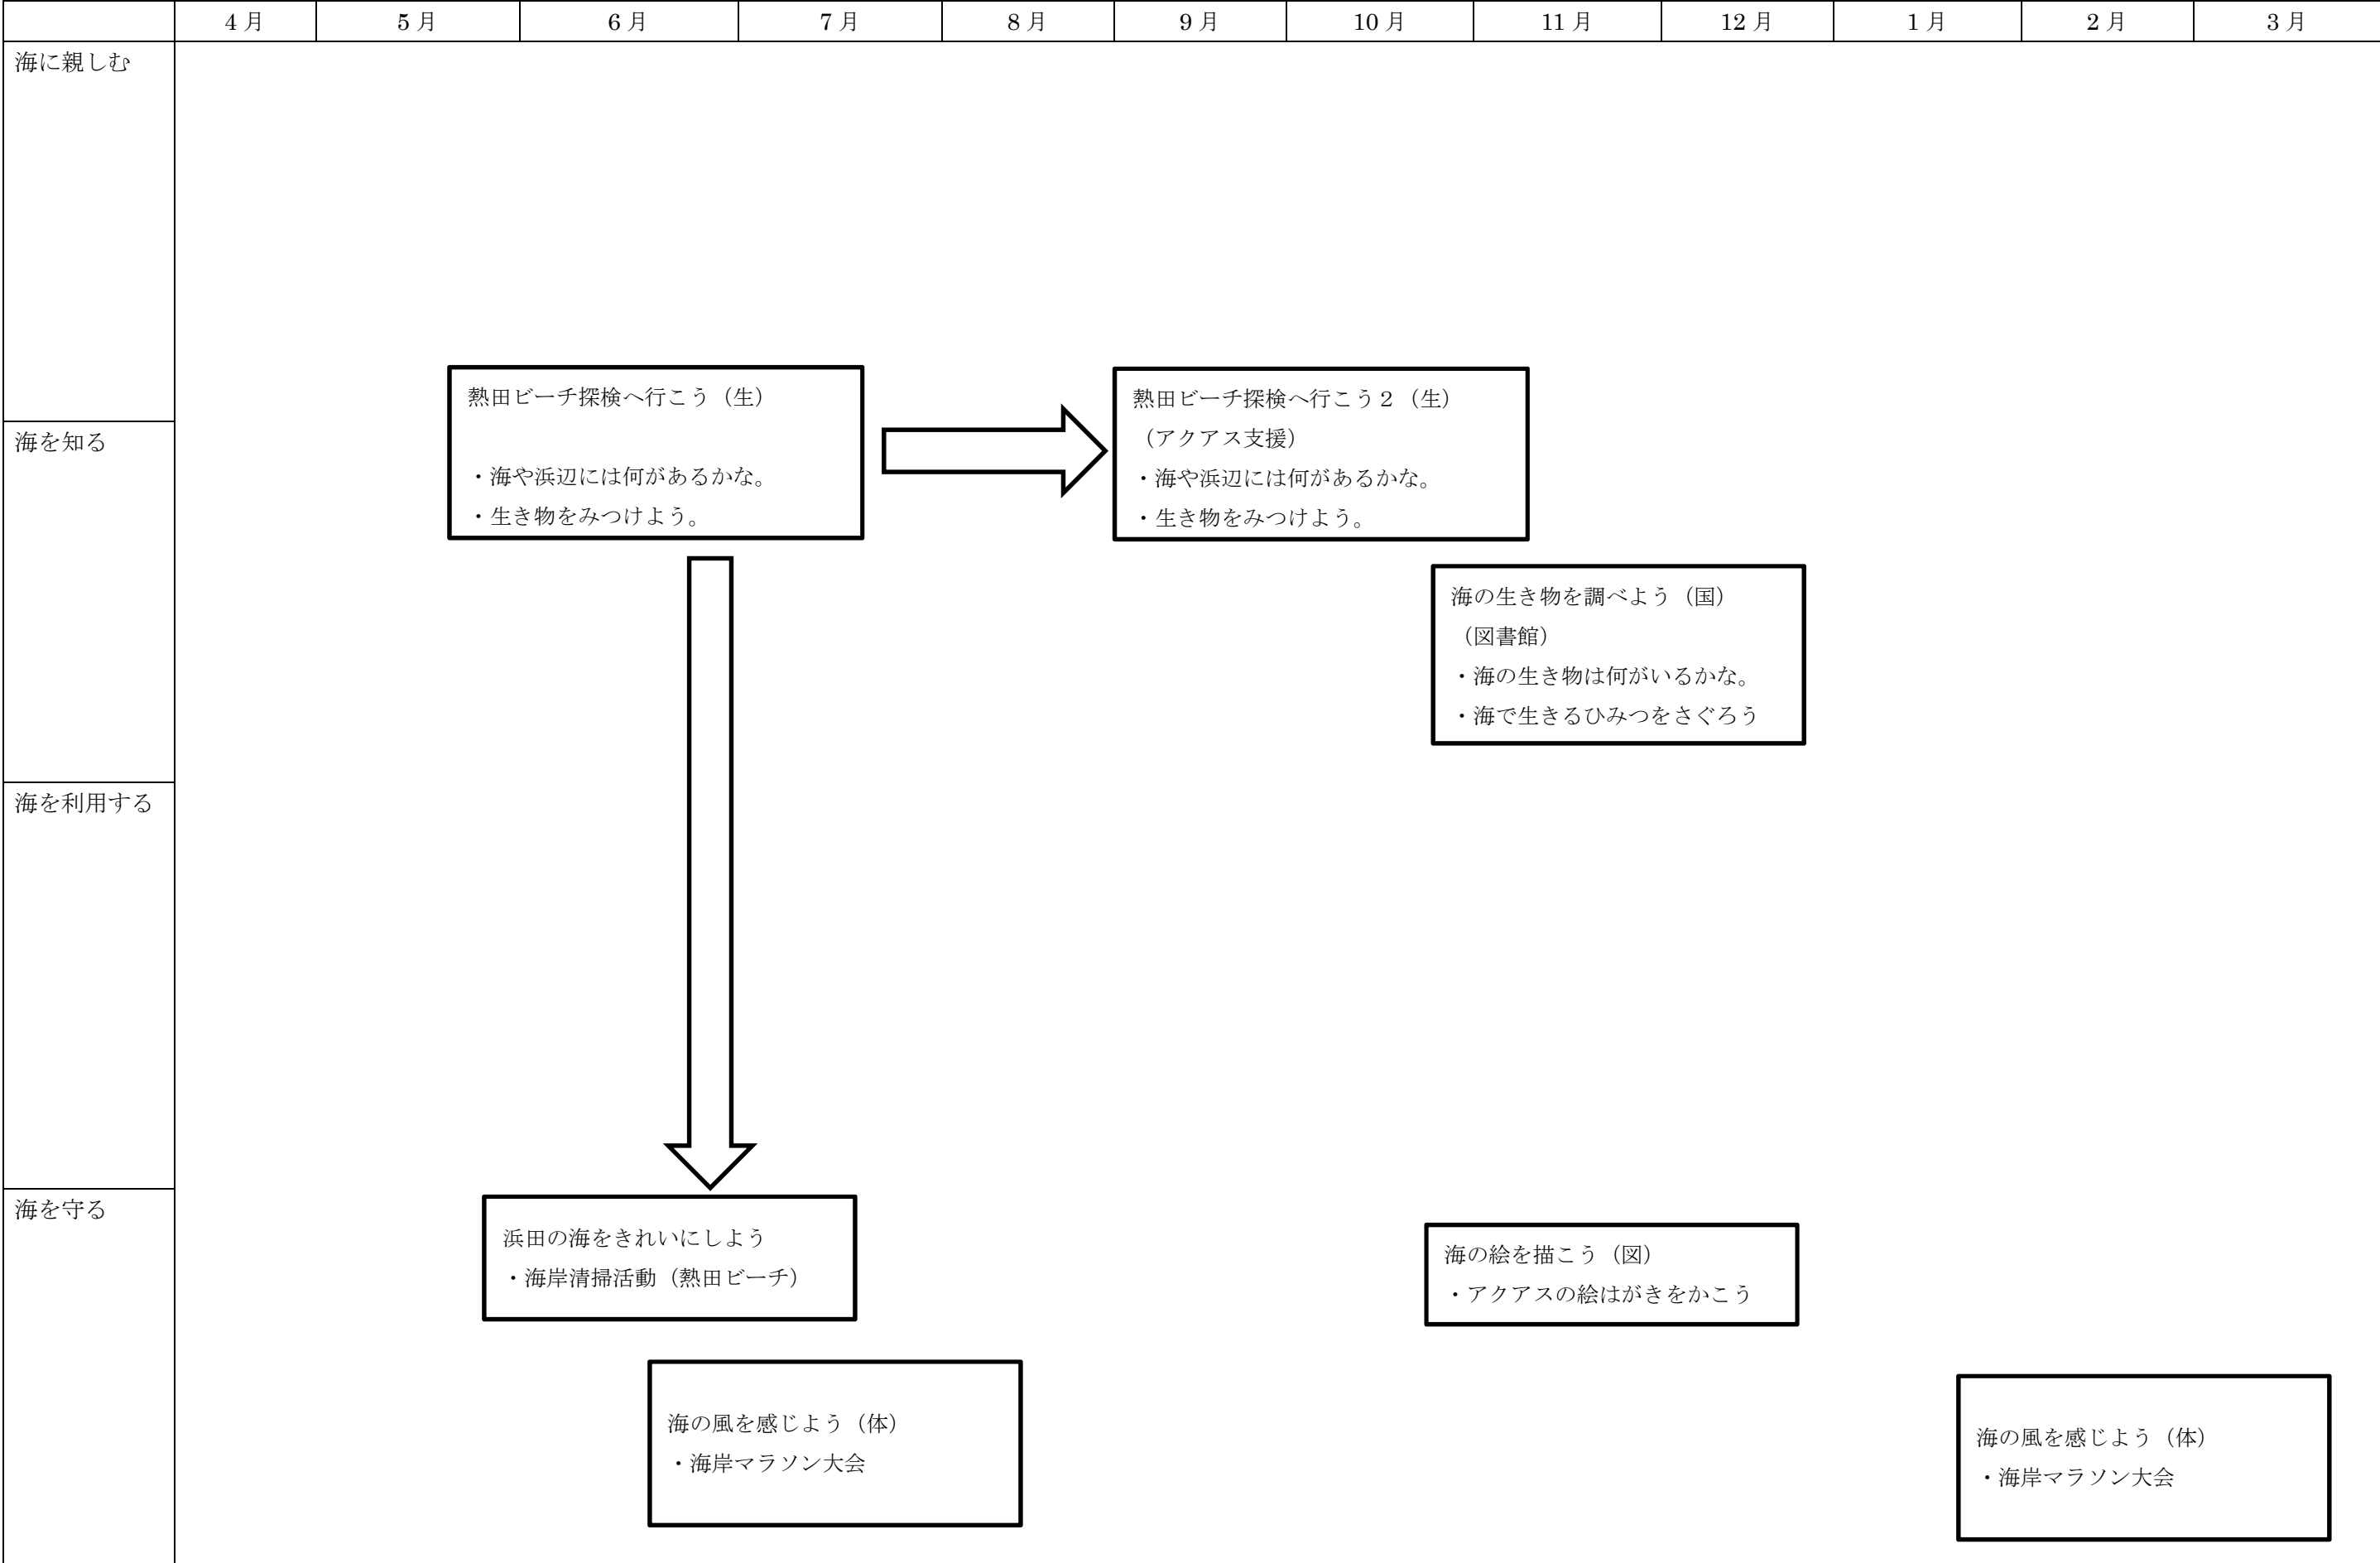 4月 5月 6月 7月 8月 9月 10月 11月 12月 1月 2月 3月
海に親しむ
熱田ビーチ探検へ行こう（生）
・海や浜辺には何があるかな。
・生き物をみつけよう。
熱田ビーチ探検へ行こう２（生）
（アクアス支援）
・海や浜辺には何があるかな。
・生き物をみつけよう。
海を知る
海の生き物を調べよう（国）
（図書館）
・海の生き物は何がいるかな。
・海で生きるひみつをさぐろう
海を利用する
海を守る
浜田の海をきれいにしよう
・海岸清掃活動（熱田ビーチ）
海の絵を描こう（図）
・アクアスの絵はがきをかこう
海の風を感じよう（体）
・海岸マラソン大会
海の風を感じよう（体）
・海岸マラソン大会